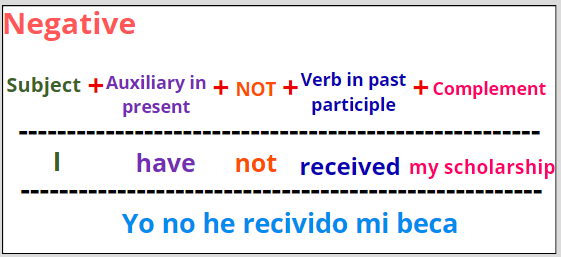 Negative
Subject + Auxiliary in present + NOT + Verb in past participle + Complement
I have not received my scholarship
Yo no he recivido mi beca